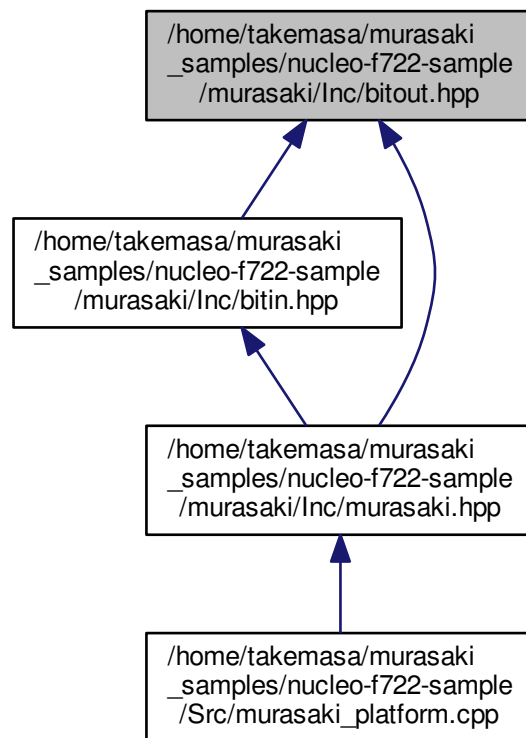 /home/takemasa/murasaki
_samples/nucleo-f722-sample
/murasaki/Inc/bitout.hpp
/home/takemasa/murasaki
_samples/nucleo-f722-sample
/murasaki/Inc/bitin.hpp
/home/takemasa/murasaki
_samples/nucleo-f722-sample
/murasaki/Inc/murasaki.hpp
/home/takemasa/murasaki
_samples/nucleo-f722-sample
/Src/murasaki_platform.cpp